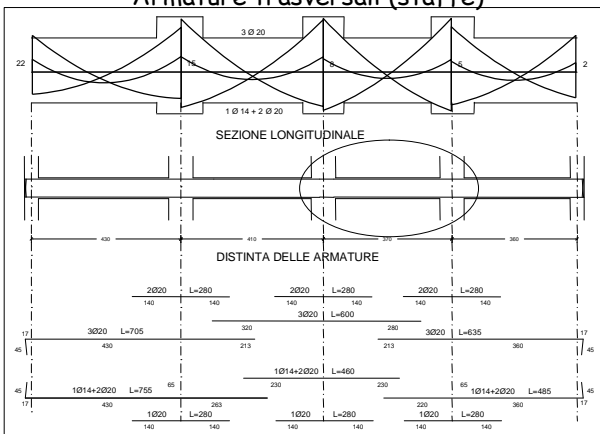 Armature Trasversali (staffe)
3 Ø 20
22 15 8 5 2
1 Ø 14 + 2 Ø 20
SEZIONE LONGITUDINALE
430 410 370 360
DISTINTA DELLE ARMATURE
2Ø20 L=280 2Ø20 L=280 2Ø20 L=280
140 140 140 140 140 140
3Ø20 L=600
17 3Ø20 L=705 320 280 3Ø20 L=635 17
45 430 213 213 360 45
1Ø14+2Ø20 L=460
45 1Ø14+2Ø20 L=755 65 230 230 65 1Ø14+2Ø20 L=485 45
17 430 263 220 360 17
1Ø20 L=280 1Ø20 L=280 1Ø20 L=280
140 140 140 140 140 140